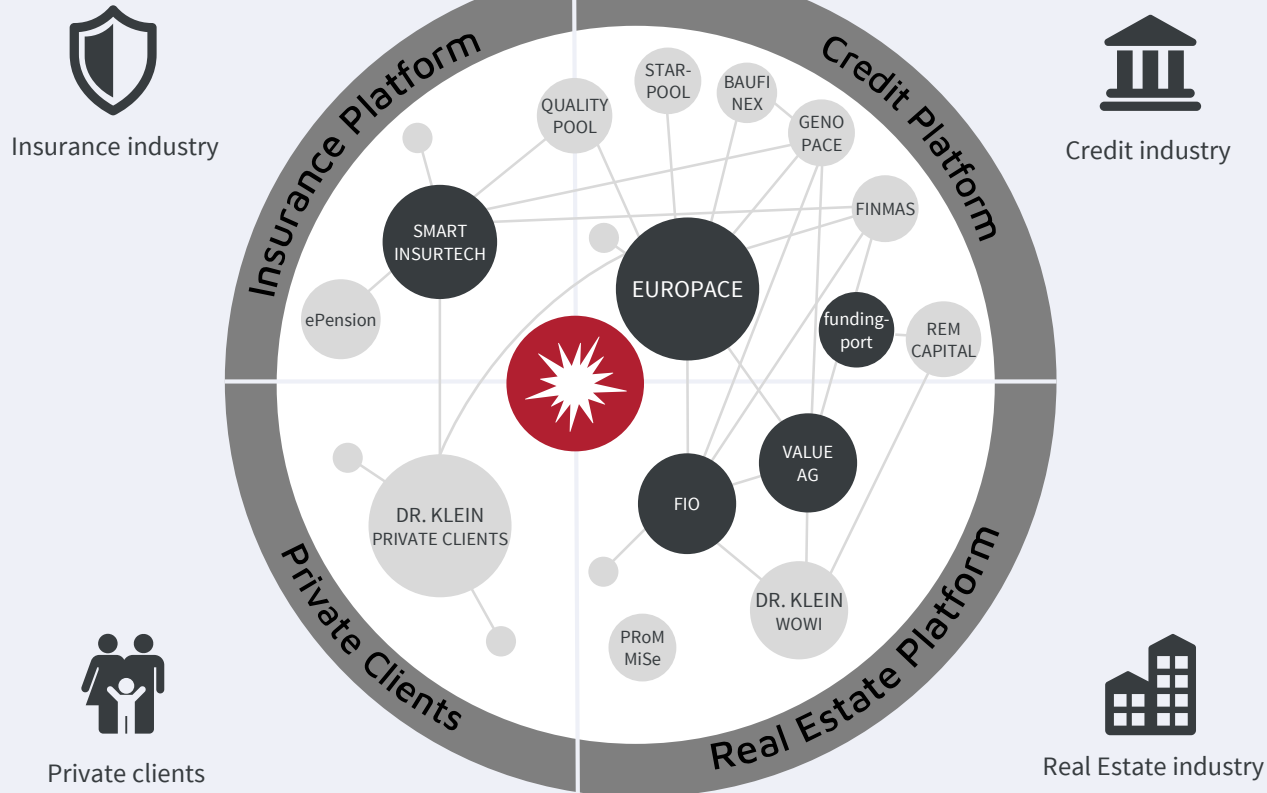 Insurance industry
Credit industry
Insurance Platform
Credit Platform
STAR-
POOL
BAUFI
NEX
QUALITY
POOL
GENO
PACE
FINMAS
SMART
INSURTECH
EUROPACE
ePension
funding-
port
REM
CAPITAL
VALUE
AG
FIO
DR. KLEIN
PRIVATE CLIENTS
DR. KLEIN
WOWI
PRoM
MiSe
Private Clients
Real Estate Platform
Private clients
Real Estate industry